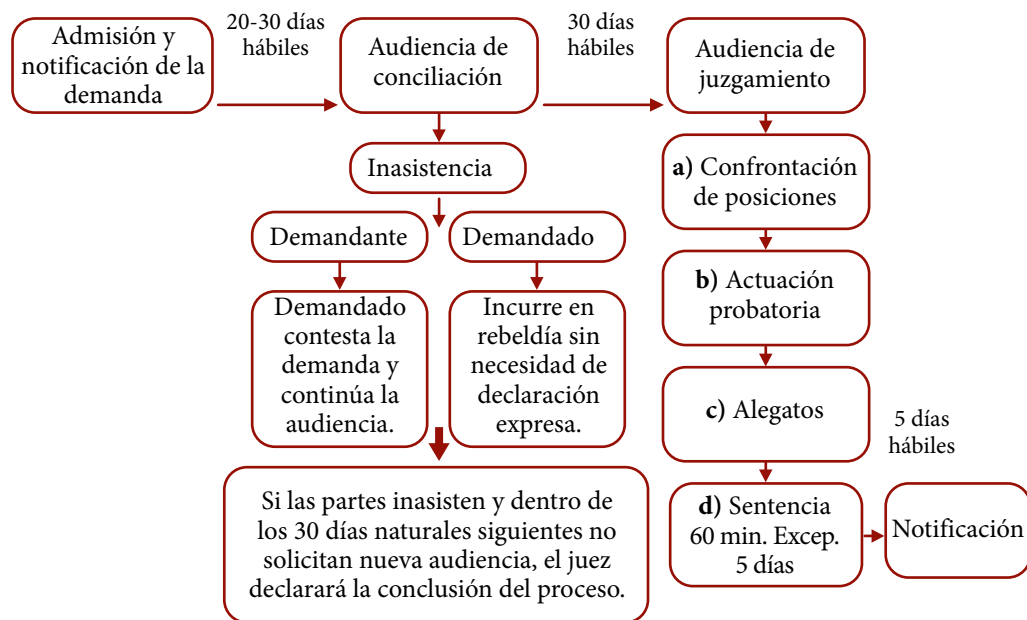 Admisión y
notificación de la
demanda
20-30 días
hábiles
Audiencia de
conciliación
30 días
hábiles
Audiencia de
juzgamiento
Inasistencia
Demandante
Demandado
Demandado
contesta la
demanda y
continúa la
audiencia.
Incurre en
rebeldía sin
necesidad de
declaración
expresa.
Si las partes inasisten y dentro de
los 30 días naturales siguientes no
solicitan nueva audiencia, el juez
declarará la conclusión del proceso.
a) Confrontación
de posiciones
b) Actuación
probatoria
c) Alegatos
5 días
hábiles
d) Sentencia
60 min. Excep.
5 días
Notificación